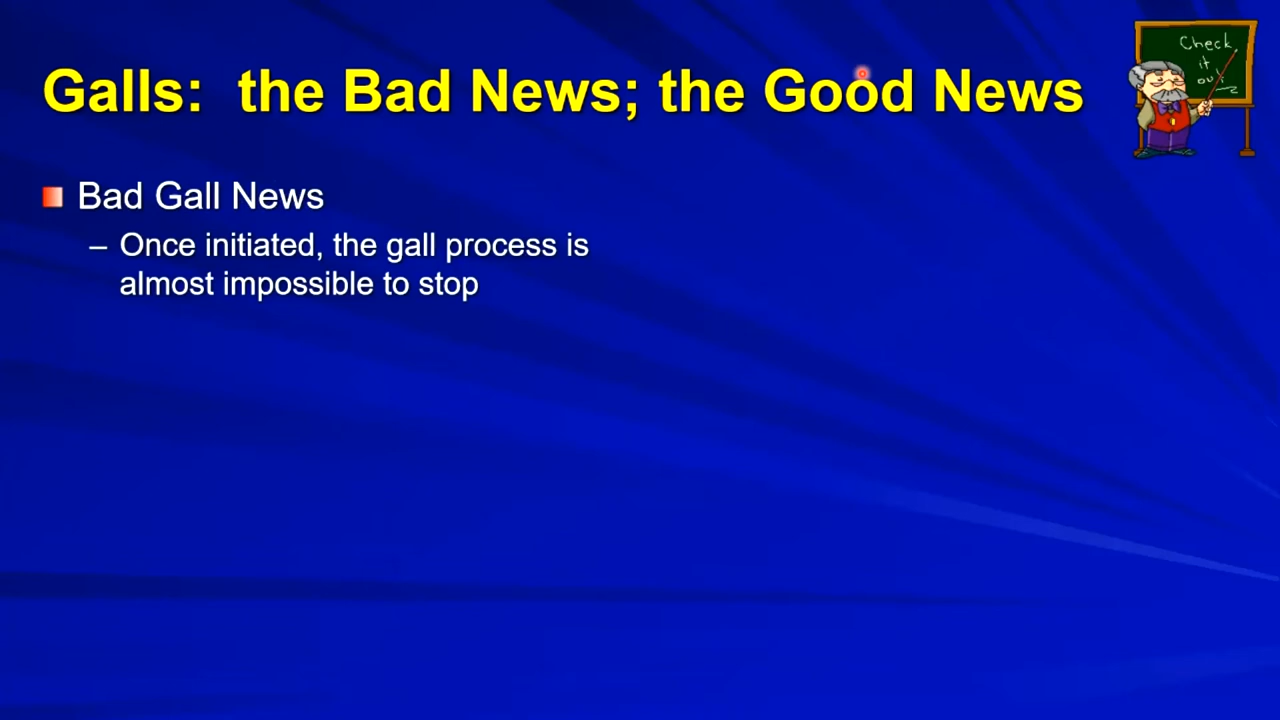 Galls: the Bad News; the Good News
Check
it
out
Bad Gall News
– Once initiated, the gall process is
almost impossible to stop